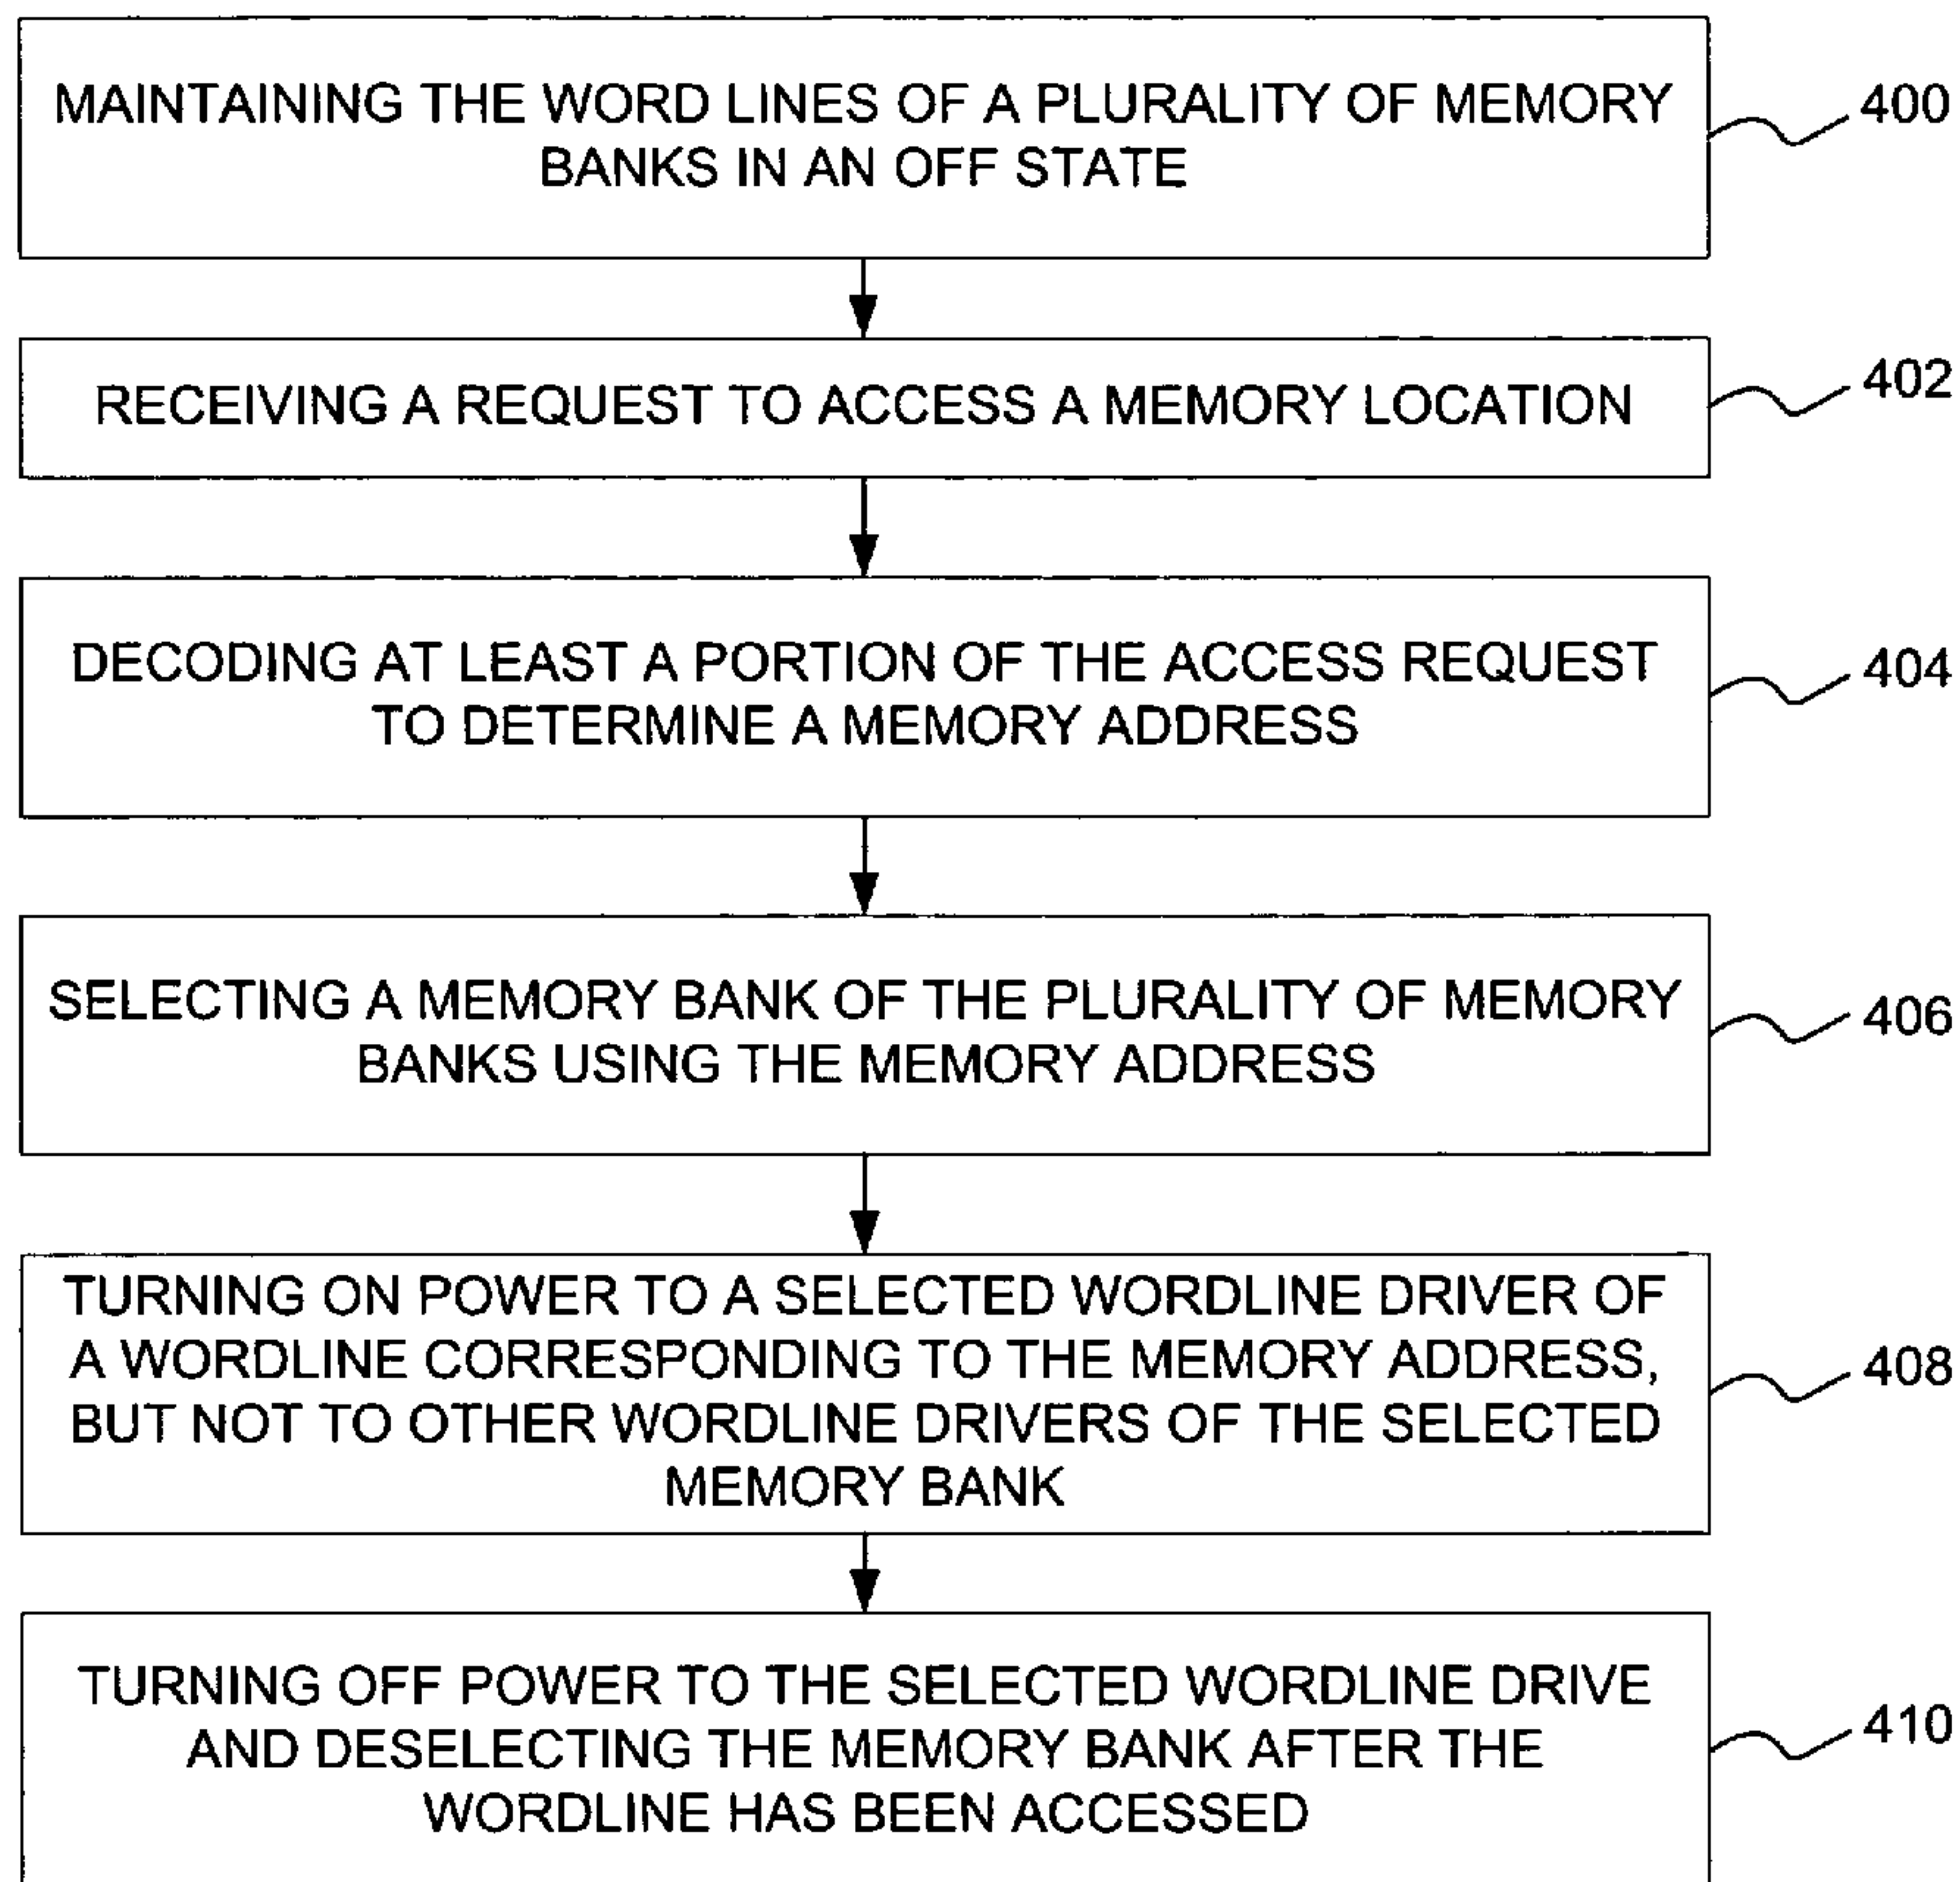 MAINTAINING THE WORD LINES OF A PLURALITY OF MEMORY
BANKS IN AN OFF STATE
400
RECEIVING A REQUEST TO ACCESS A MEMORY LOCATION
402
DECODING AT LEAST A PORTION OF THE ACCESS REQUEST
TO DETERMINE A MEMORY ADDRESS
404
SELECTING A MEMORY BANK OF THE PLURALITY OF MEMORY
BANKS USING THE MEMORY ADDRESS
406
TURNING ON POWER TO A SELECTED WORDLINE DRIVER OF
A WORDLINE CORRESPONDING TO THE MEMORY ADDRESS,
BUT NOT TO OTHER WORDLINE DRIVERS OF THE SELECTED
MEMORY BANK
408
TURNING OFF POWER TO THE SELECTED WORDLINE DRIVE
AND DESELECTING THE MEMORY BANK AFTER THE
WORDLINE HAS BEEN ACCESSED
410